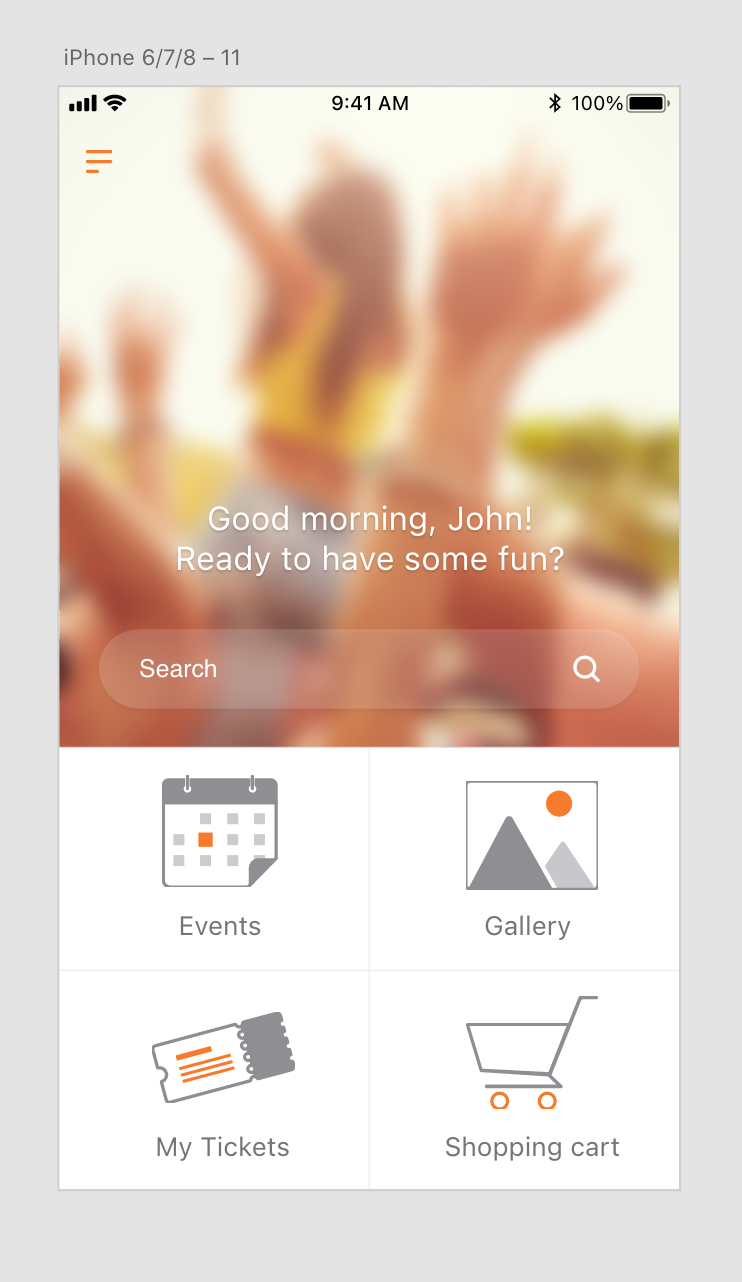 iPhone 6/7/8 – 11
9:41 AM 100%
Good morning, John!
Ready to have some fun?
Search
Events Gallery
My Tickets Shopping cart